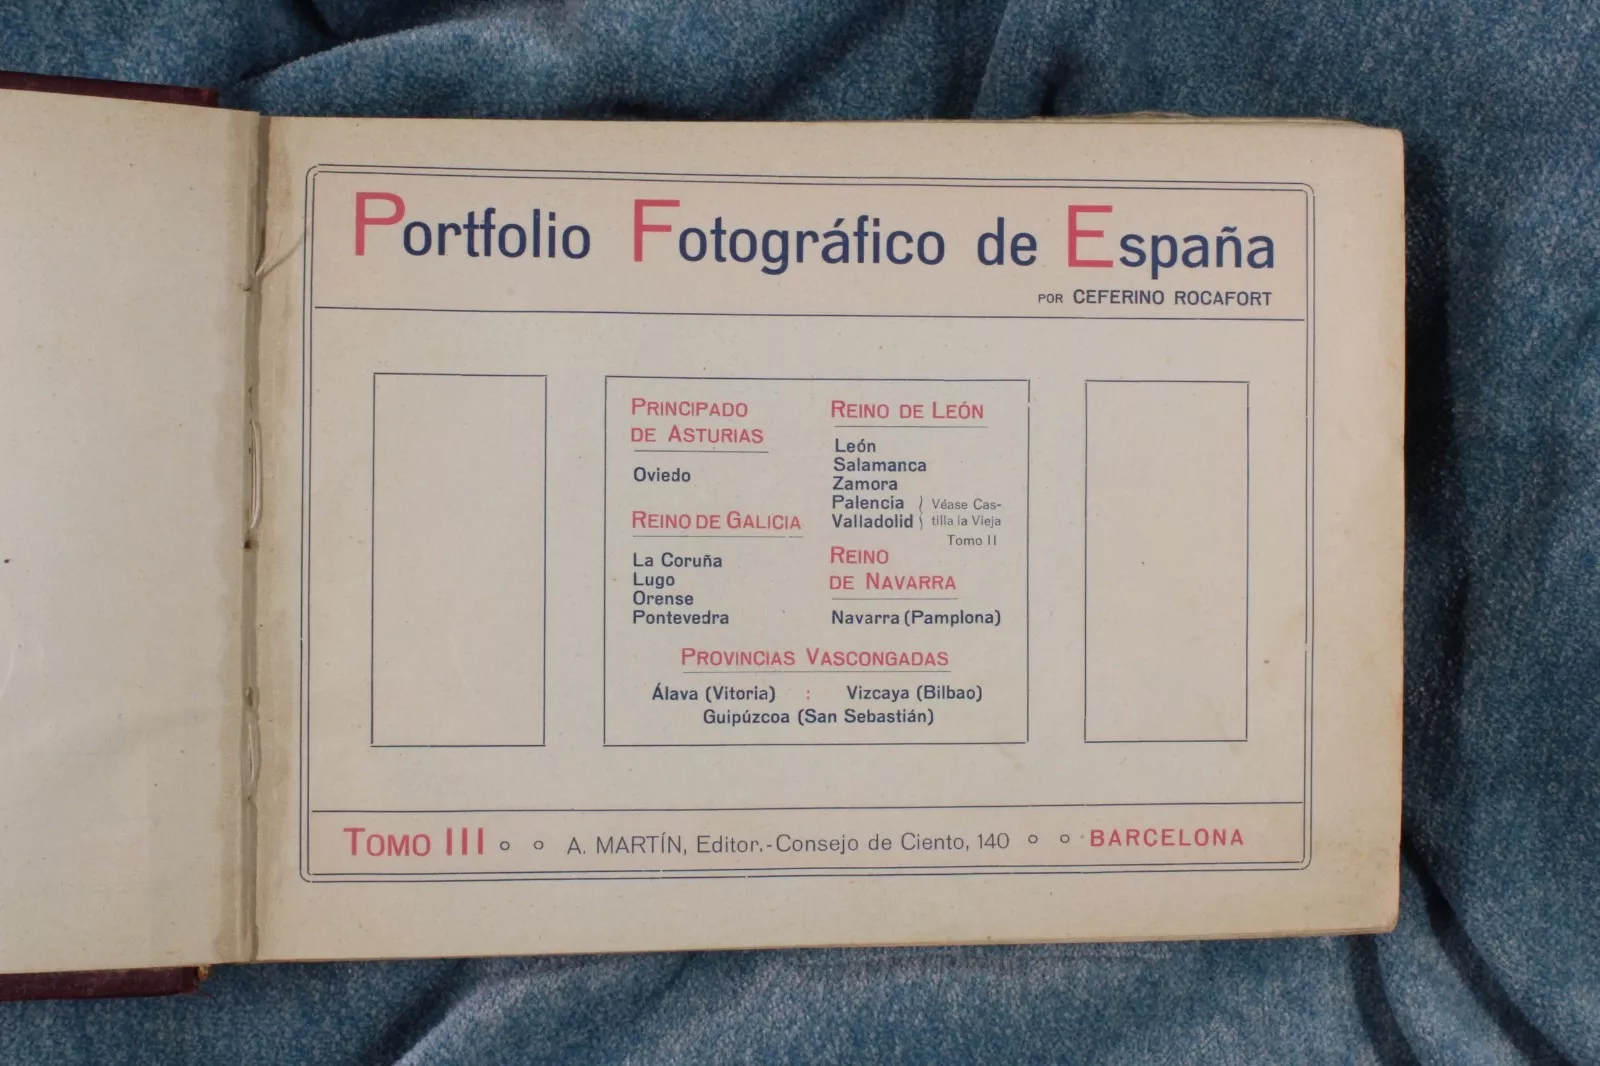 Portfolio Fotográfico de España
POR CEFERINO ROCAFORT
PRINCIPADO
DE ASTURIAS
Oviedo
REINO DE GALICIA
La Coruña
Lugo
Orense
Pontevedra
REINO DE LEÓN
León
Salamanca
Zamora
Palencia } Véase Cas-
Valladolid } tilla la Vieja
Tomo II
REINO
DE NAVARRA
Navarra (Pamplona)
PROVINCIAS VASCONGADAS
Álava (Vitoria) : Vizcaya (Bilbao)
Guipúzcoa (San Sebastián)
TOMO III ∘ ∘ A. MARTÍN, Editor.-Consejo de Ciento, 140 ∘ ∘ BARCELONA